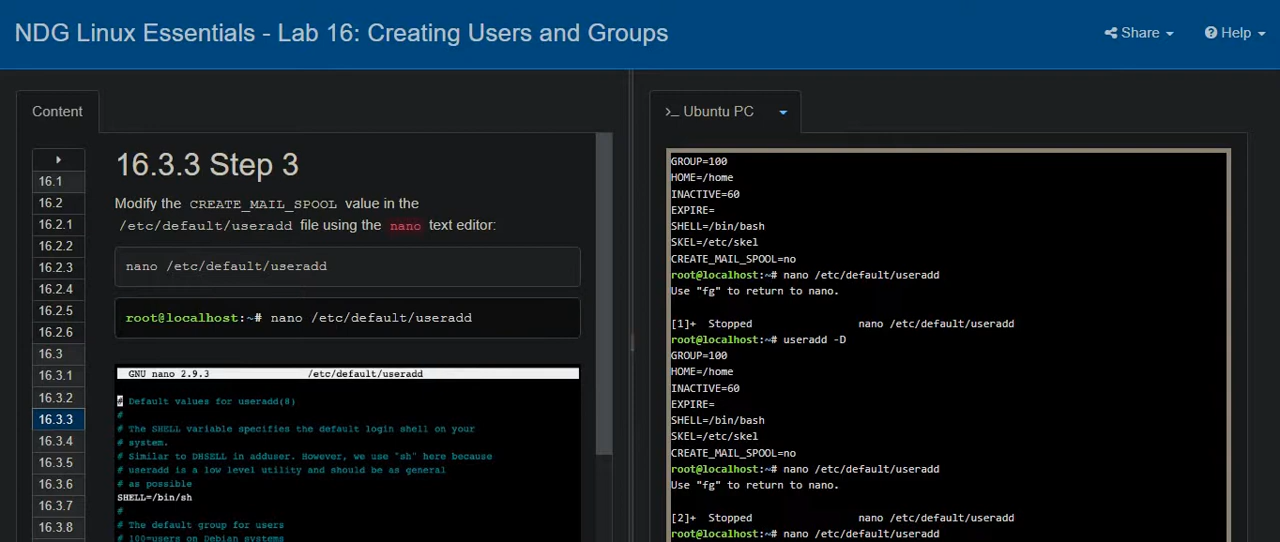 NDG Linux Essentials - Lab 16: Creating Users and Groups
Share
Help
Content
16.1
16.2
16.2.1
16.2.2
16.2.3
16.2.4
16.2.5
16.2.6
16.3
16.3.1
16.3.2
16.3.3
16.3.4
16.3.5
16.3.6
16.3.7
16.3.8
16.3.3 Step 3
Modify the CREATE_MAIL_SPOOL value in the
/etc/default/useradd file using the nano text editor:
nano /etc/default/useradd
root@localhost:~# nano /etc/default/useradd
GNU nano 2.9.3 /etc/default/useradd
# Default values for useradd(8)
#
# The SHELL variable specifies the default login shell on your
# system.
# Similar to DHSELL in adduser. However, we use "sh" here because
# useradd is a low level utility and should be as general
# as possible
SHELL=/bin/sh
#
# The default group for users
# 100=users on Debian systems
>_ Ubuntu PC
GROUP=100
HOME=/home
INACTIVE=60
EXPIRE=
SHELL=/bin/bash
SKEL=/etc/skel
CREATE_MAIL_SPOOL=no
root@localhost:~# nano /etc/default/useradd
Use "fg" to return to nano.
[1]+ Stopped nano /etc/default/useradd
root@localhost:~# useradd -D
GROUP=100
HOME=/home
INACTIVE=60
EXPIRE=
SHELL=/bin/bash
SKEL=/etc/skel
CREATE_MAIL_SPOOL=no
root@localhost:~# nano /etc/default/useradd
Use "fg" to return to nano.
[2]+ Stopped nano /etc/default/useradd
root@localhost:~# nano /etc/default/useradd